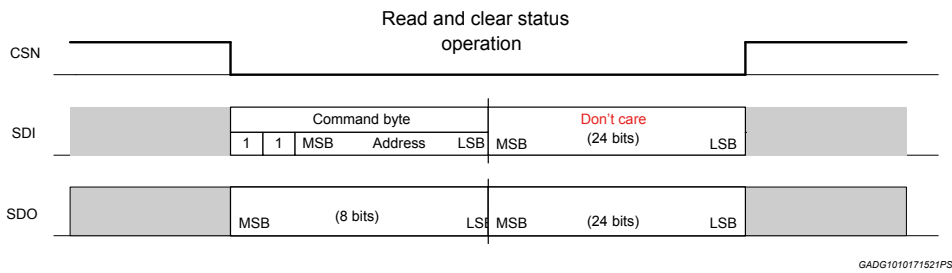 Read and clear status
operation
CSN
Command byte
Don't care
SDI
1 1 MSB Address LSB MSB (24 bits) LSB
SDO
MSB (8 bits) LSB MSB (24 bits) LSB
GADG1010171521PS